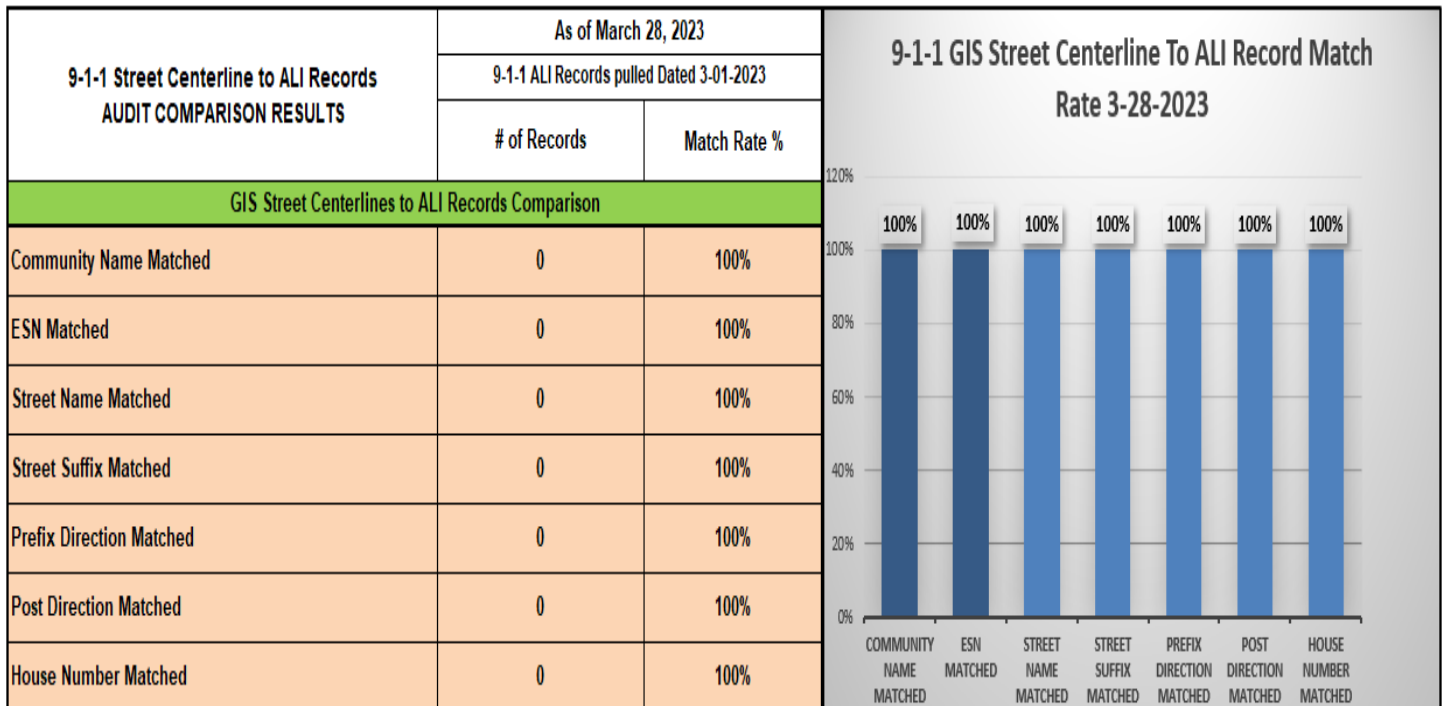 9-1-1 Street Centerline to ALI Records
AUDIT COMPARISON RESULTS
As of March 28, 2023
9-1-1 ALI Records pulled Dated 3-01-2023
# of Records
Match Rate %
GIS Street Centerlines to ALI Records Comparison
Community Name Matched 0 100%
ESN Matched 0 100%
Street Name Matched 0 100%
Street Suffix Matched 0 100%
Prefix Direction Matched 0 100%
Post Direction Matched 0 100%
House Number Matched 0 100%
9-1-1 GIS Street Centerline To ALI Record Match
Rate 3-28-2023
120%
100%
80%
60%
40%
20%
0%
100% 100% 100% 100% 100% 100% 100%
COMMUNITY
NAME
MATCHED
ESN
MATCHED
STREET
NAME
MATCHED
STREET
SUFFIX
MATCHED
PREFIX
DIRECTION
MATCHED
POST
DIRECTION
MATCHED
HOUSE
NUMBER
MATCHED